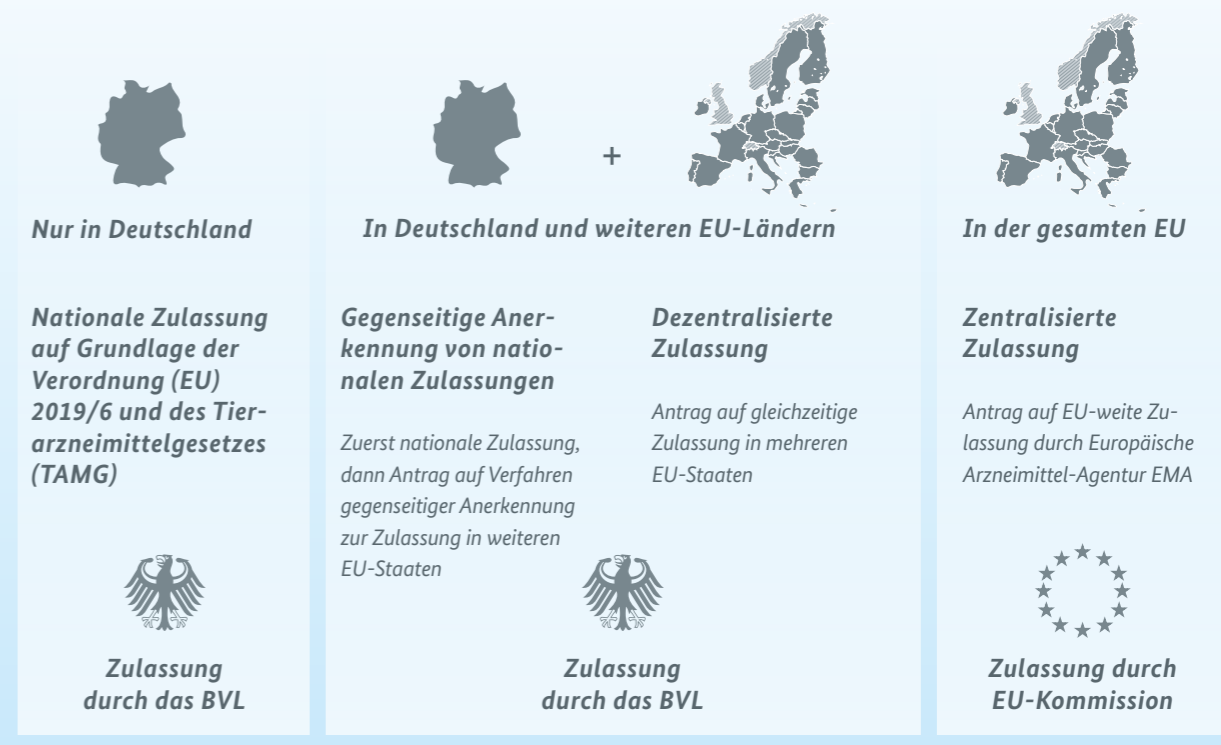 Nur in Deutschland
Nationale Zulassung
auf Grundlage der
Verordnung (EU)
2019/6 und des Tier-
arzneimittelgesetzes
(TAMG)
Zulassung
durch das BVL
+
In Deutschland und weiteren EU-Ländern
Gegenseitige Aner-
kennung von natio-
nalen Zulassungen
Zuerst nationale Zulassung,
dann Antrag auf Verfahren
gegenseitiger Anerkennung
zur Zulassung in weiteren
EU-Staaten
Dezentralisierte
Zulassung
Antrag auf gleichzeitige
Zulassung in mehreren
EU-Staaten
Zulassung
durch das BVL
In der gesamten EU
Zentralisierte
Zulassung
Antrag auf EU-weite Zu-
lassung durch Europäische
Arzneimittel-Agentur EMA
Zulassung durch
EU-Kommission